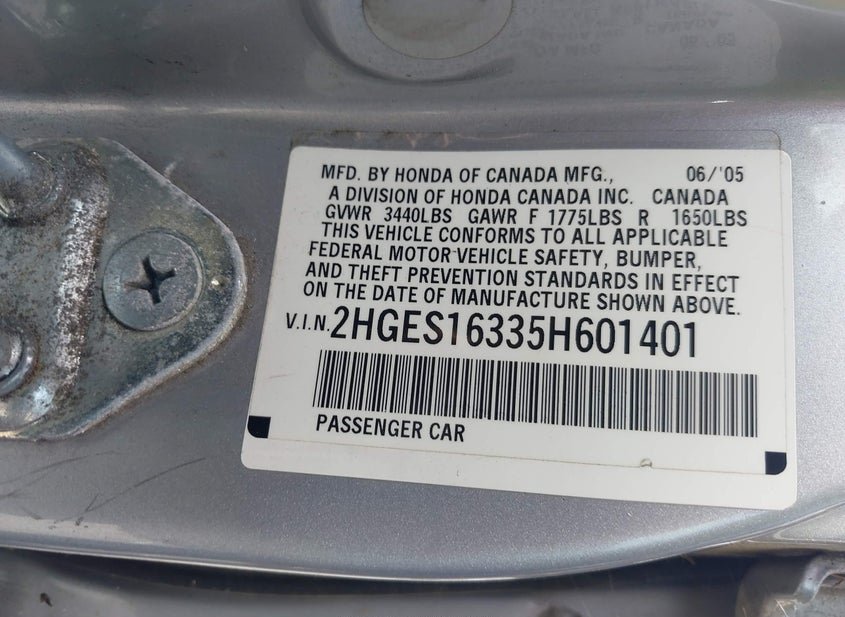 MFD. BY HONDA OF CANADA MFG., 06/'05
A DIVISION OF HONDA CANADA INC. CANADA
GVWR 3440LBS GAWR F 1775LBS R 1650LBS
THIS VEHICLE CONFORMS TO ALL APPLICABLE
FEDERAL MOTOR VEHICLE SAFETY, BUMPER,
AND THEFT PREVENTION STANDARDS IN EFFECT
ON THE DATE OF MANUFACTURE SHOWN ABOVE.
V.I.N. 2HGES16335H601401
PASSENGER CAR